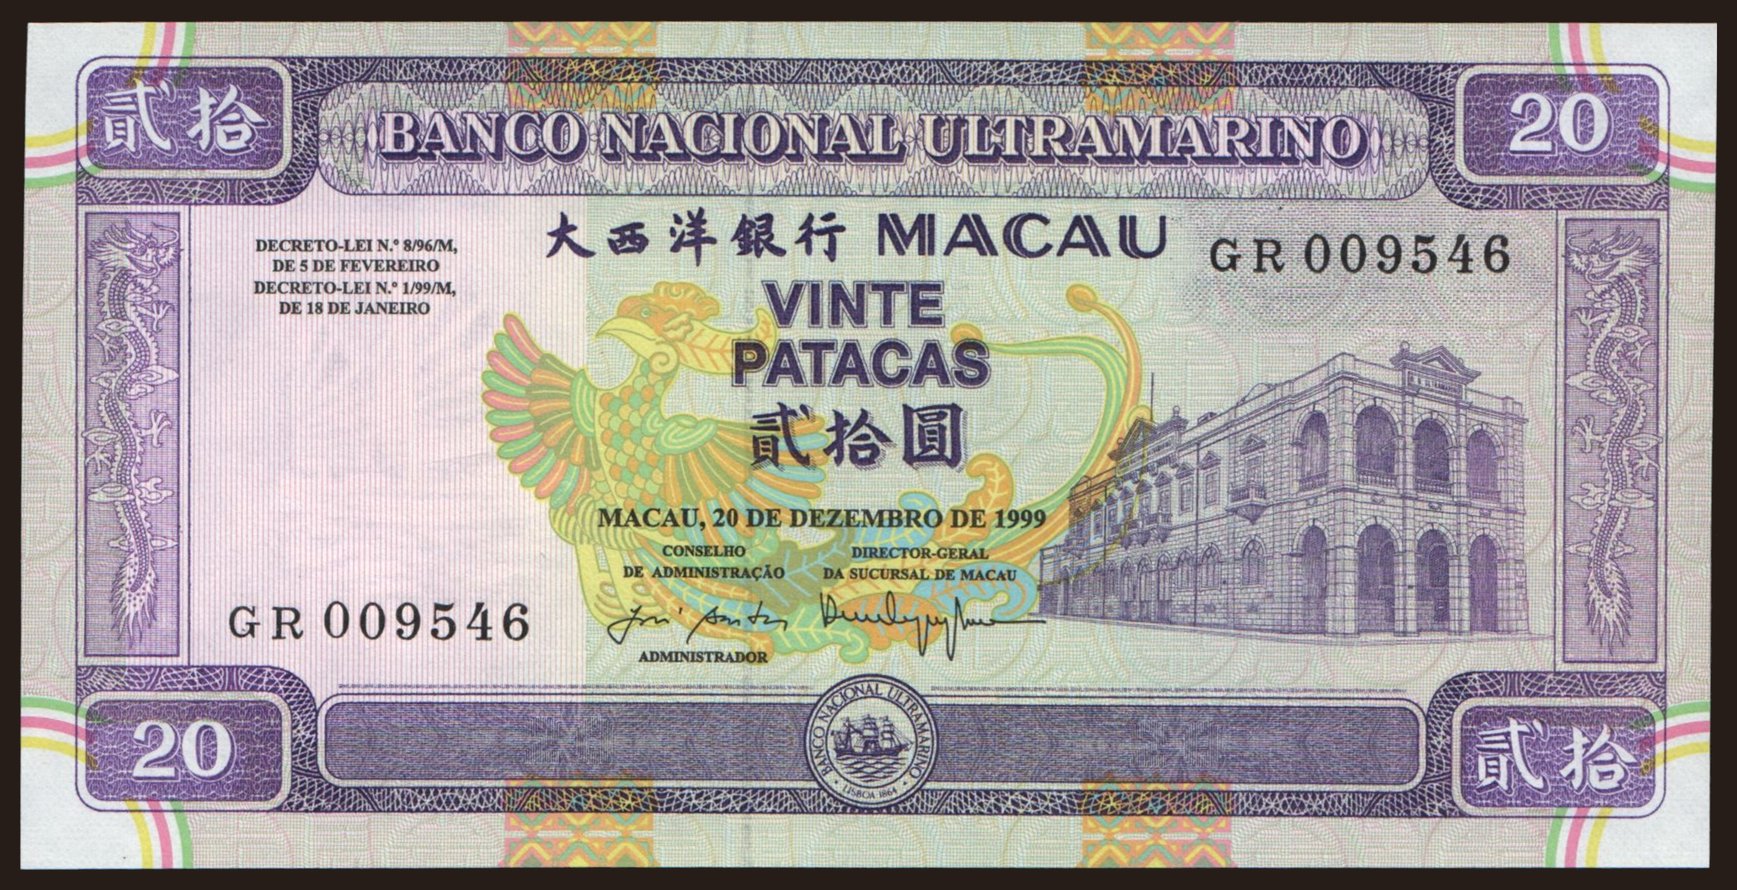 貳拾
BANCO NACIONAL ULTRAMARINO
20
大西洋銀行 MACAU
GR 009546
DECRETO-LEI N.º 8/96/M,
DE 5 DE FEVEREIRO
DECRETO-LEI N.º 1/99/M,
DE 18 DE JANEIRO
VINTE
PATACAS
貳拾圓
MACAU, 20 DE DEZEMBRO DE 1999
CONSELHO
DE ADMINISTRAÇÃO
DIRECTOR-GERAL
DA SUCURSAL DE MACAU
GR 009546
ADMINISTRADOR
20
BANCO NACIONAL ULTRAMARINO
LISBOA 1864
貳拾